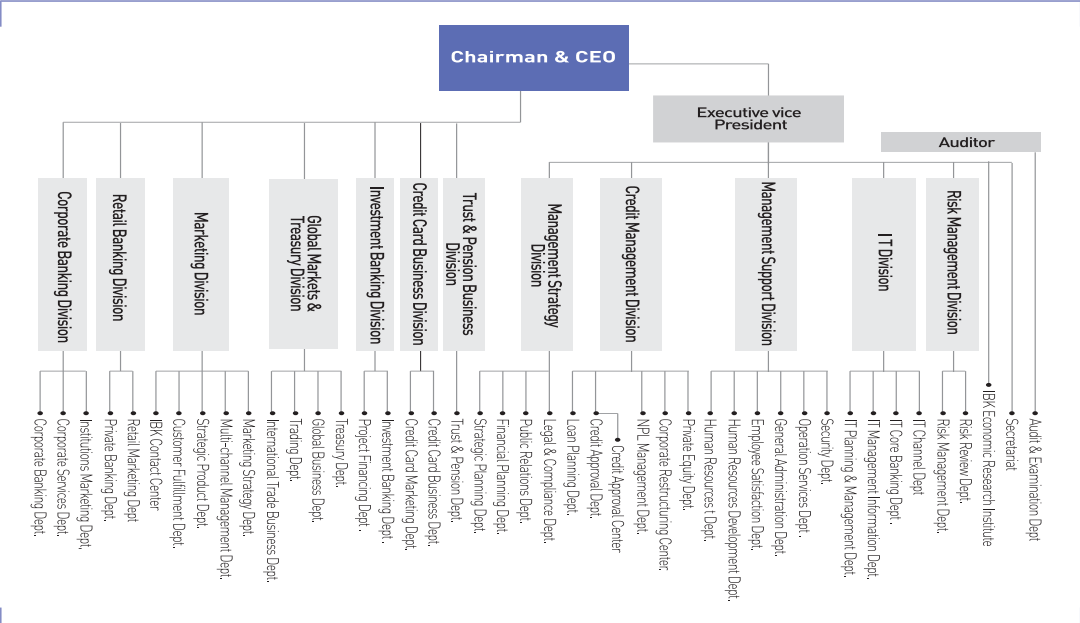 Chairman & CEO
Executive vice
President
Auditor
Corporate Banking Division
Retail Banking Division
Marketing Division
Global Markets &
Treasury Division
Investment Banking Division
Credit Card Business Division
Trust & Pension Business
Division
Management Strategy
Division
Credit Management Division
Management Support Division
IT Division
Risk Management Division
Corporate Banking Dept.
Corporate Services Dept.
Institutions Marketing Dept,
Private Banking Dept.
Retail Marketing Dept
IBK Contact Center
Customer Fulfillment Dept.
Strategic Product Dept.
Multi-channel Management Dept.
Marketing Strategy Dept.
International Trade Business Dept.
Trading Dept.
Global Business Dept.
Treasury Dept.
Project Financing Dept .
Investment Banking Dept .
Credit Card Marketing Dept.
Credit Card Business Dept.
Trust & Pension Dept.
Strategic Planning Dept.
Financial Planning Dept.
Public Relations Dept.
Legal & Compliance Dept.
Loan Planning Dept.
Credit Approval Dept.
Credit Approval Center
NPL Management Dept.
Corporate Restructuring Center.
Private Equity Dept.
Human Resources t Dept.
Human Resources Development Dept.
Employee Satisfaction Dept.
General Administration Dept.
Operation Services Dept .
Security Dept.
IT Planning & Management Dept.
IT Management Information Dept.
IT Core Banking Dept .
IT Channel Dept
Risk Management Dept.
Risk Review Dept.
IBK Economic Research Institute
Secretariat
Audit & Examination Dept